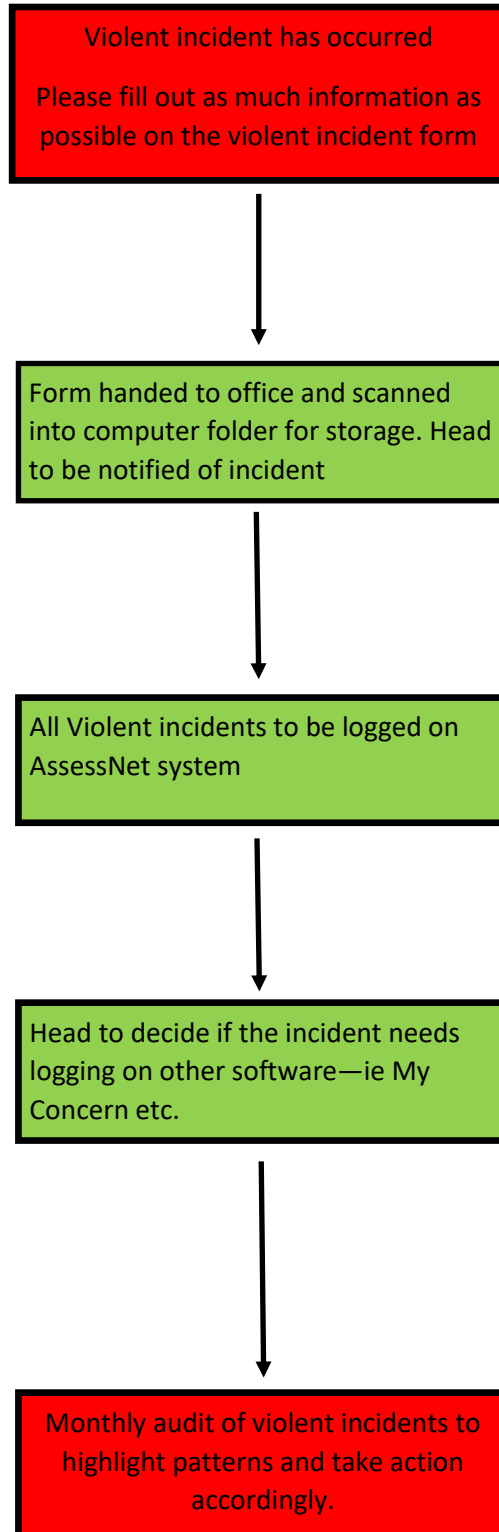 Violent incident has occurred
Please fill out as much information as
possible on the violent incident form
Form handed to office and scanned
into computer folder for storage. Head
to be notified of incident
All Violent incidents to be logged on
AssessNet system
Head to decide if the incident needs
logging on other software—ie My
Concern etc.
Monthly audit of violent incidents to
highlight patterns and take action
accordingly.